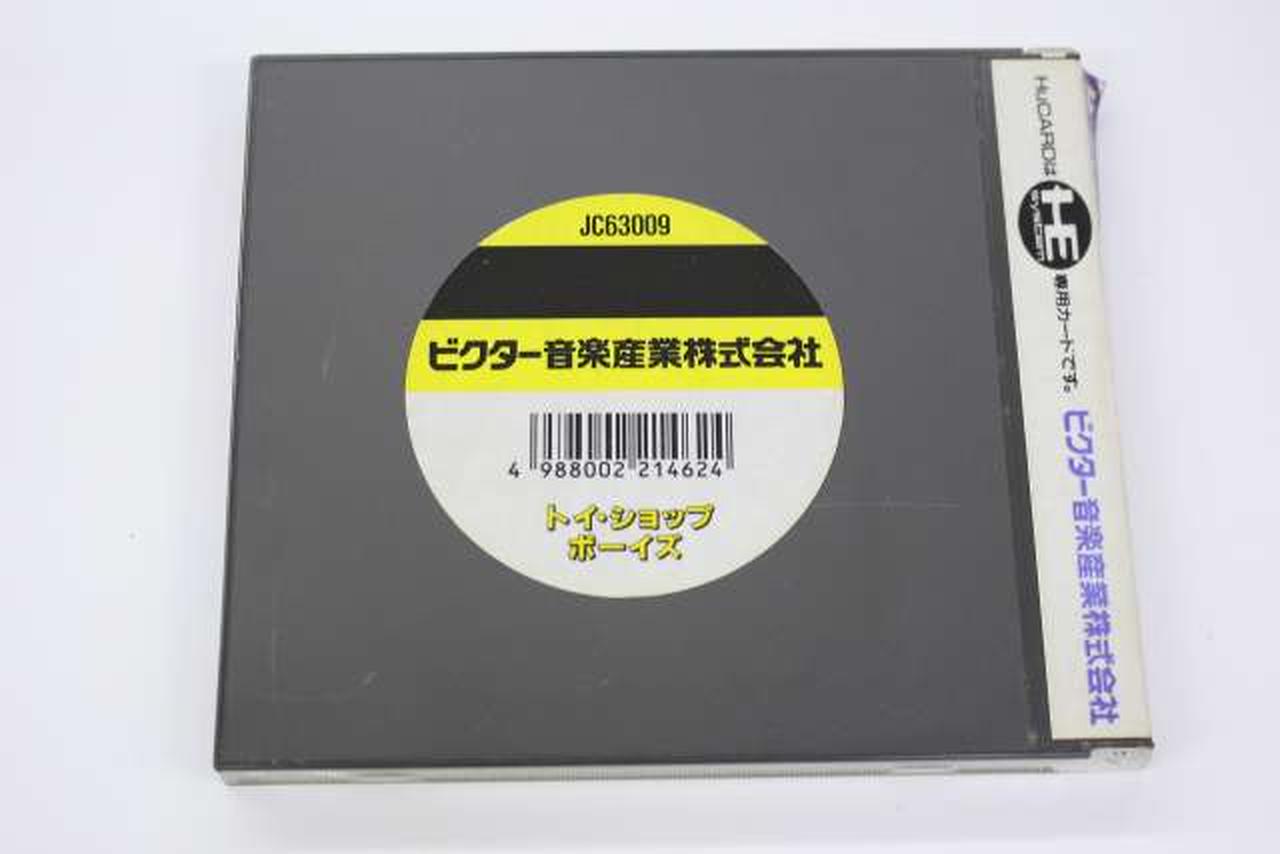 JC63009
ビクター音楽産業株式会社
4 988002 214624
トイ・ショップ
ボーイズ
HuCARDは HE SYSTEM 専用カードです。 ビクター音楽産業株式会社